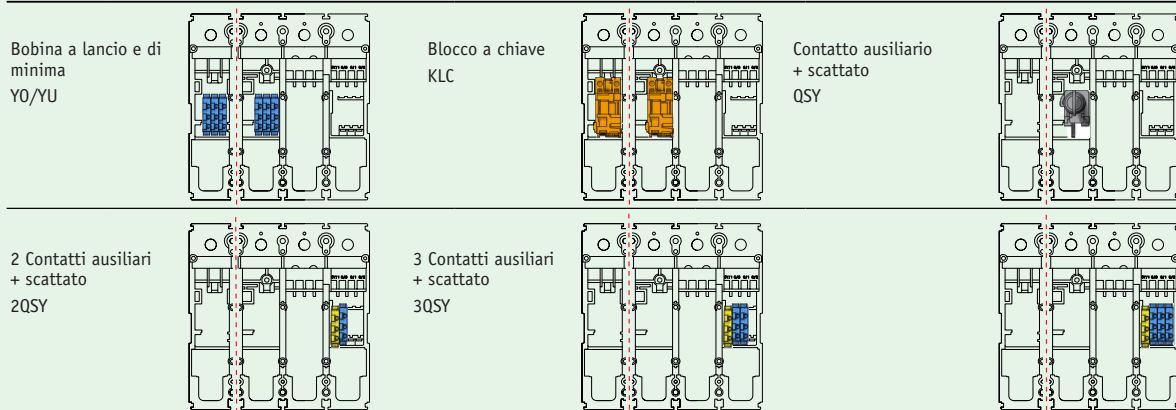 Bobina a lancio e di
minima
YO/YU
Blocco a chiave
KLC
Contatto ausiliario
+ scattato
QSY
2 Contatti ausiliari
+ scattato
2QSY
3 Contatti ausiliari
+ scattato
3QSY